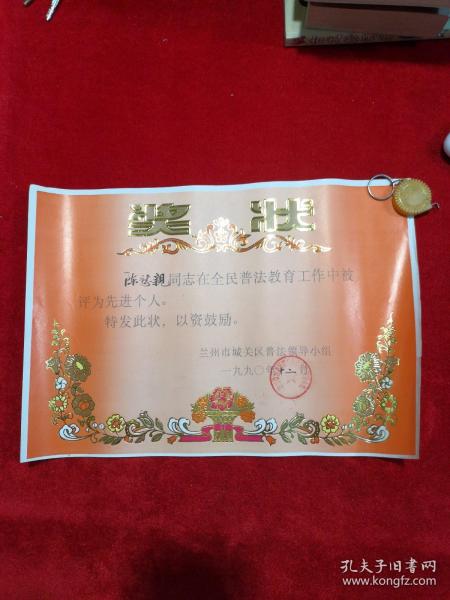 奖状
陈慧親同志在全民普法教育工作中被
评为先进个人。
特发此状，以资鼓励。
兰州市城关区普法领导小组
一九九〇年十二月
孔夫子旧书网
www.kongfz.com